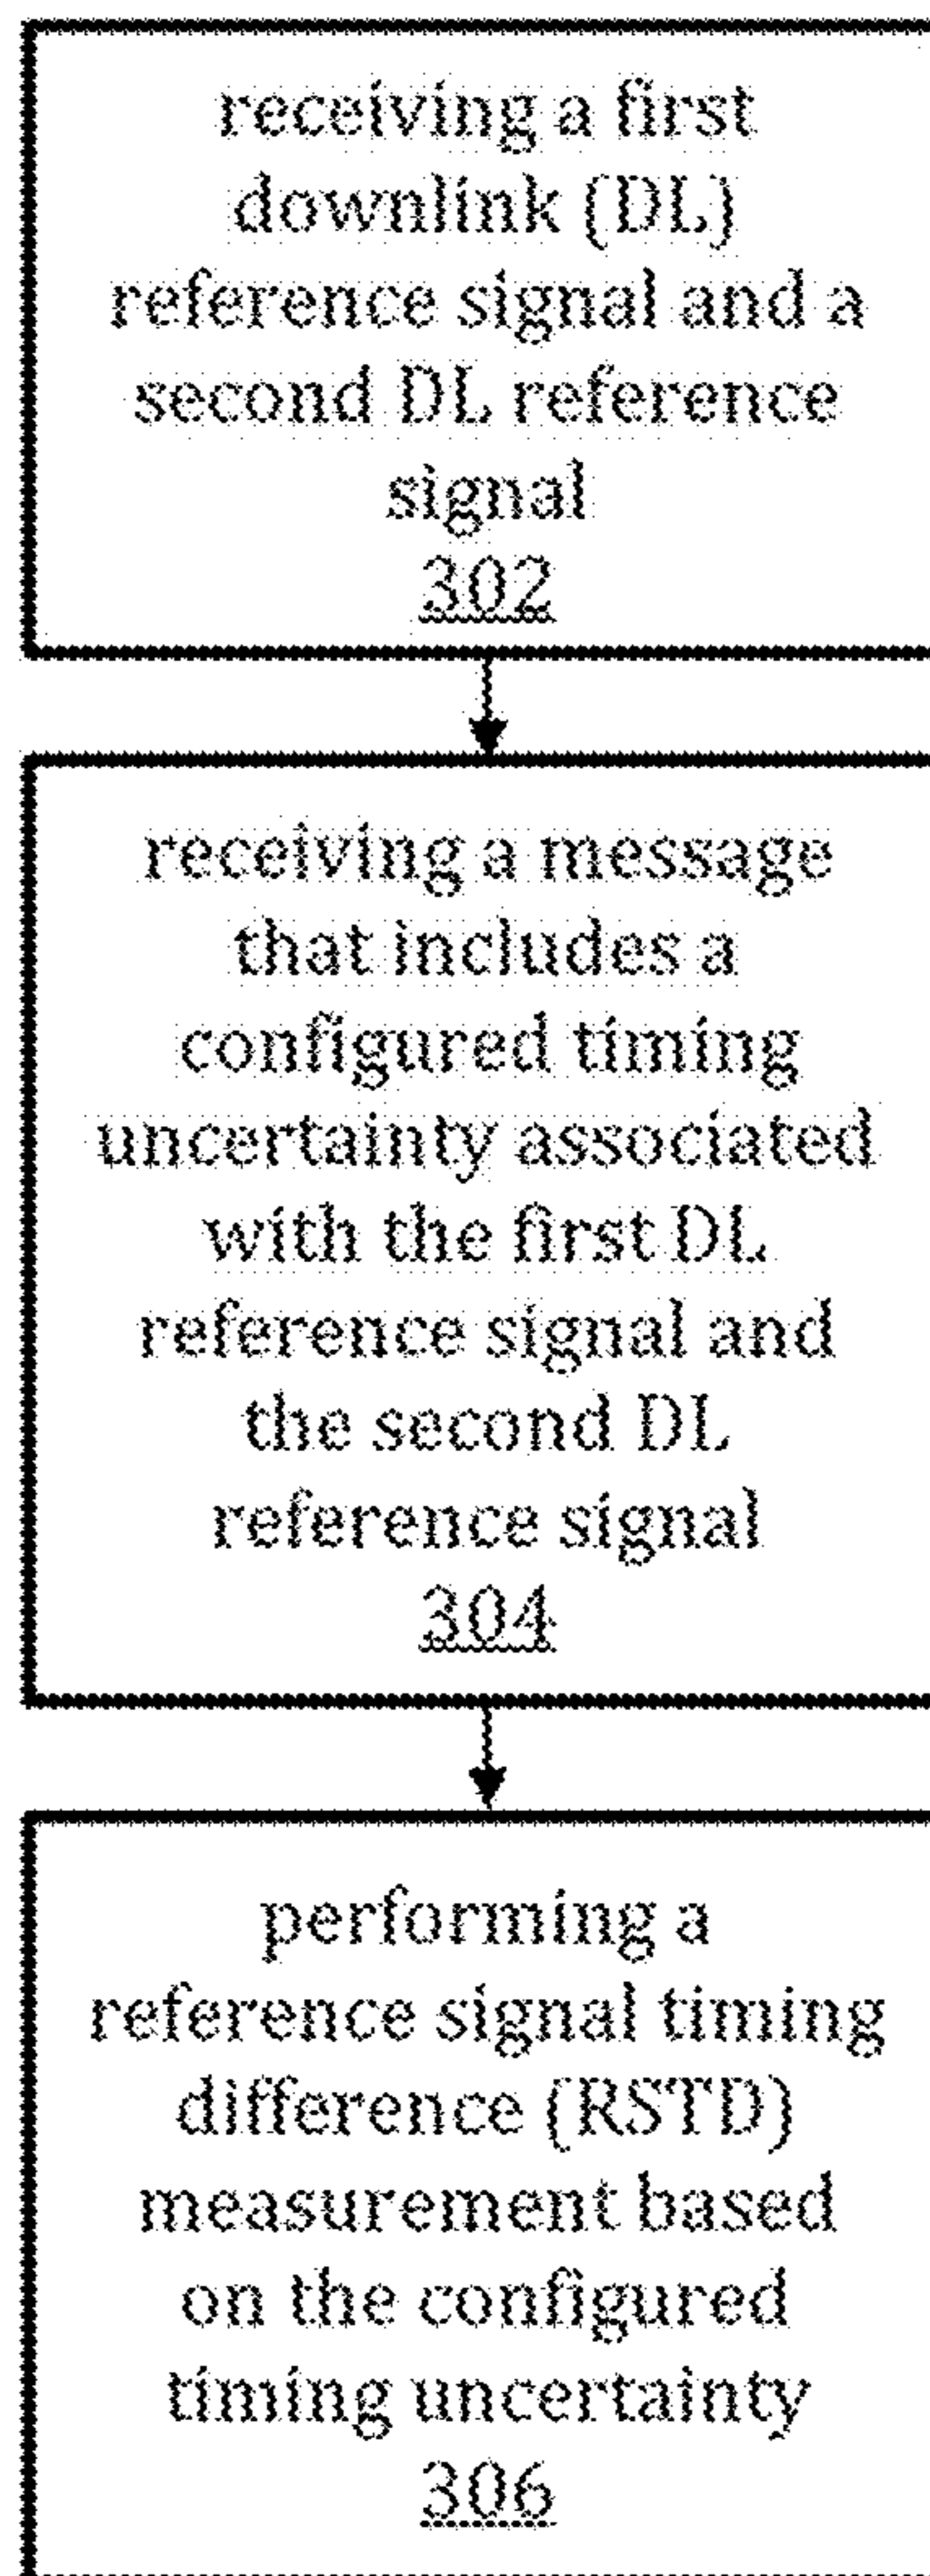 receiving a first
downlink (DL)
reference signal and a
second DL reference
signal
302
receiving a message
that includes a
configured timing
uncertainty associated
with the first DL
reference signal and
the second DL
reference signal
304
performing a
reference signal timing
difference (RSTD)
measurement based
on the configured
timing uncertainty
306